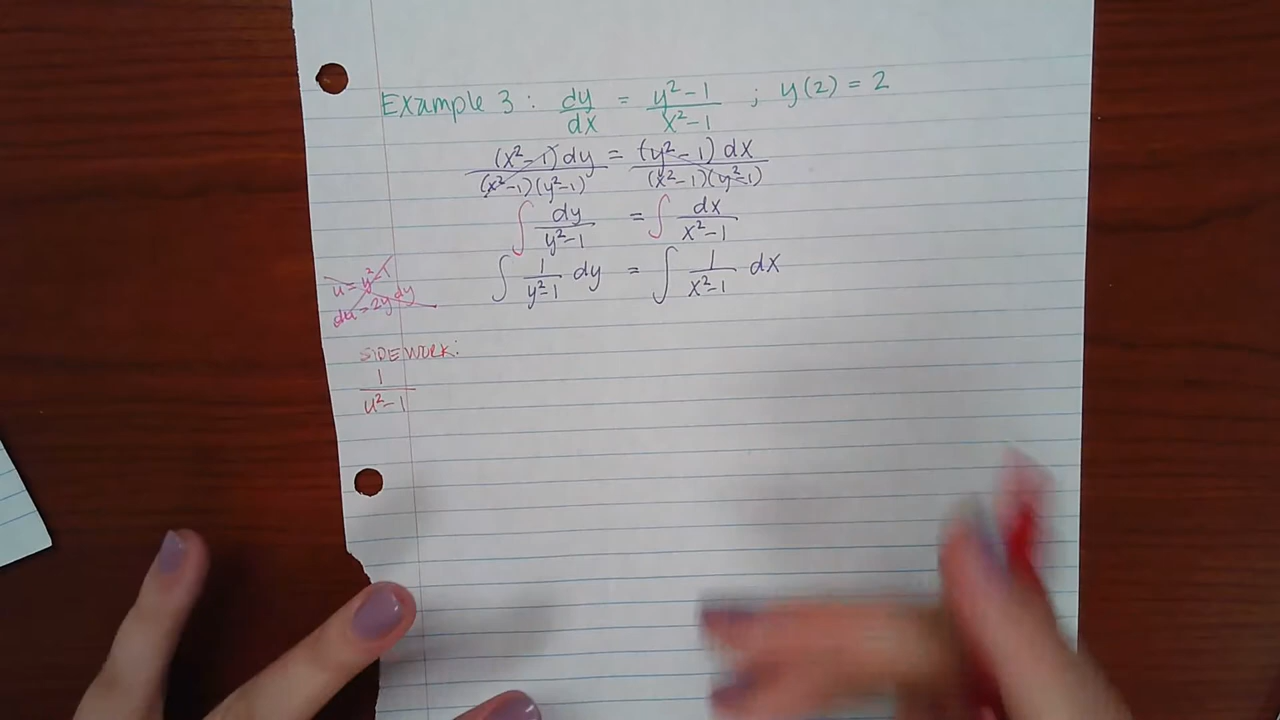 Example 3 : dy/dx = y²-1/x²-1 ; y(2) = 2
(x²-1)dy/(x²-1)(y²-1) = (y²-1)dx/(x²-1)(y²-1)
∫ dy/y²-1 = ∫ dx/x²-1
∫ 1/y²-1 dy = ∫ 1/x²-1 dx
u = y²-1
du = 2y dy
SIDEWORK:
1/u²-1